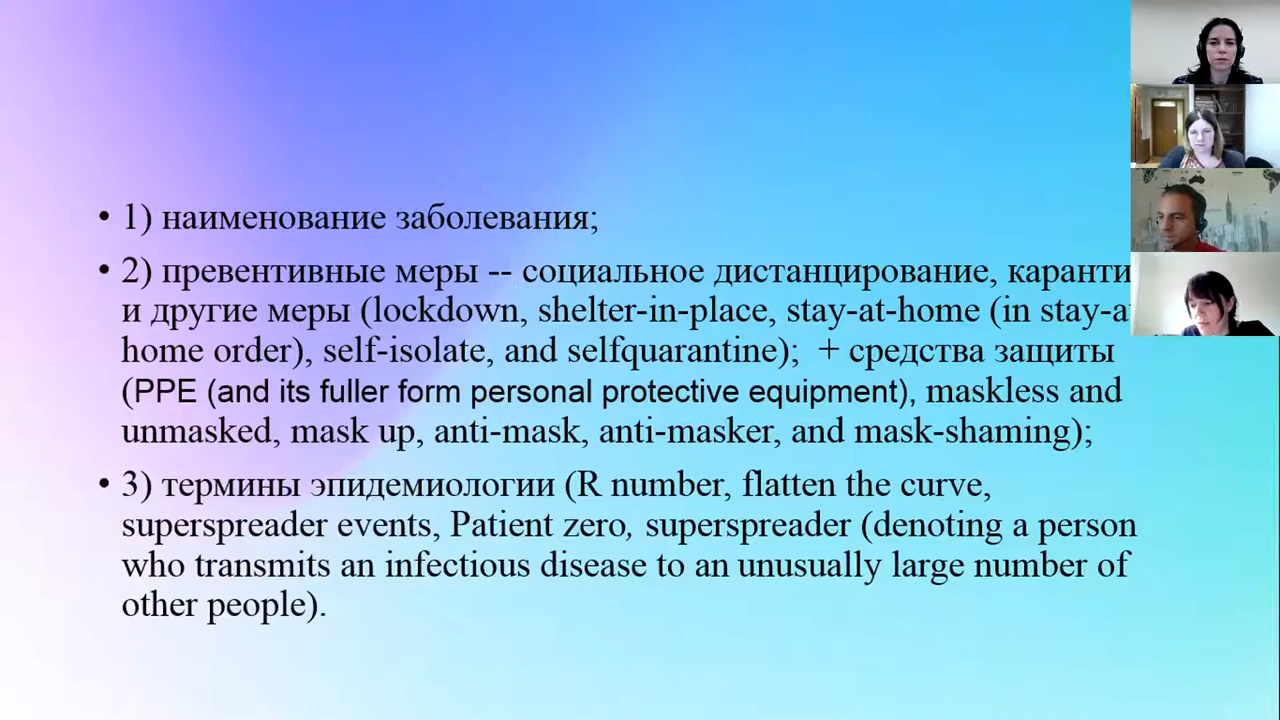 • 1) наименование заболевания;
• 2) превентивные меры -- социальное дистанцирование,
и другие меры (lockdown, shelter-in-place, stay-at-home (in
home order), self-isolate, and selfquarantine); + средства защиты
(PPE (and its fuller form personal protective equipment), maskless and
unmasked, mask up, anti-mask, anti-masker, and mask-shaming);
• 3) термины эпидемиологии (R number, flatten the curve,
superspreader events, Patient zero, superspreader (denoting a person
who transmits an infectious disease to an unusually large number of
other people).